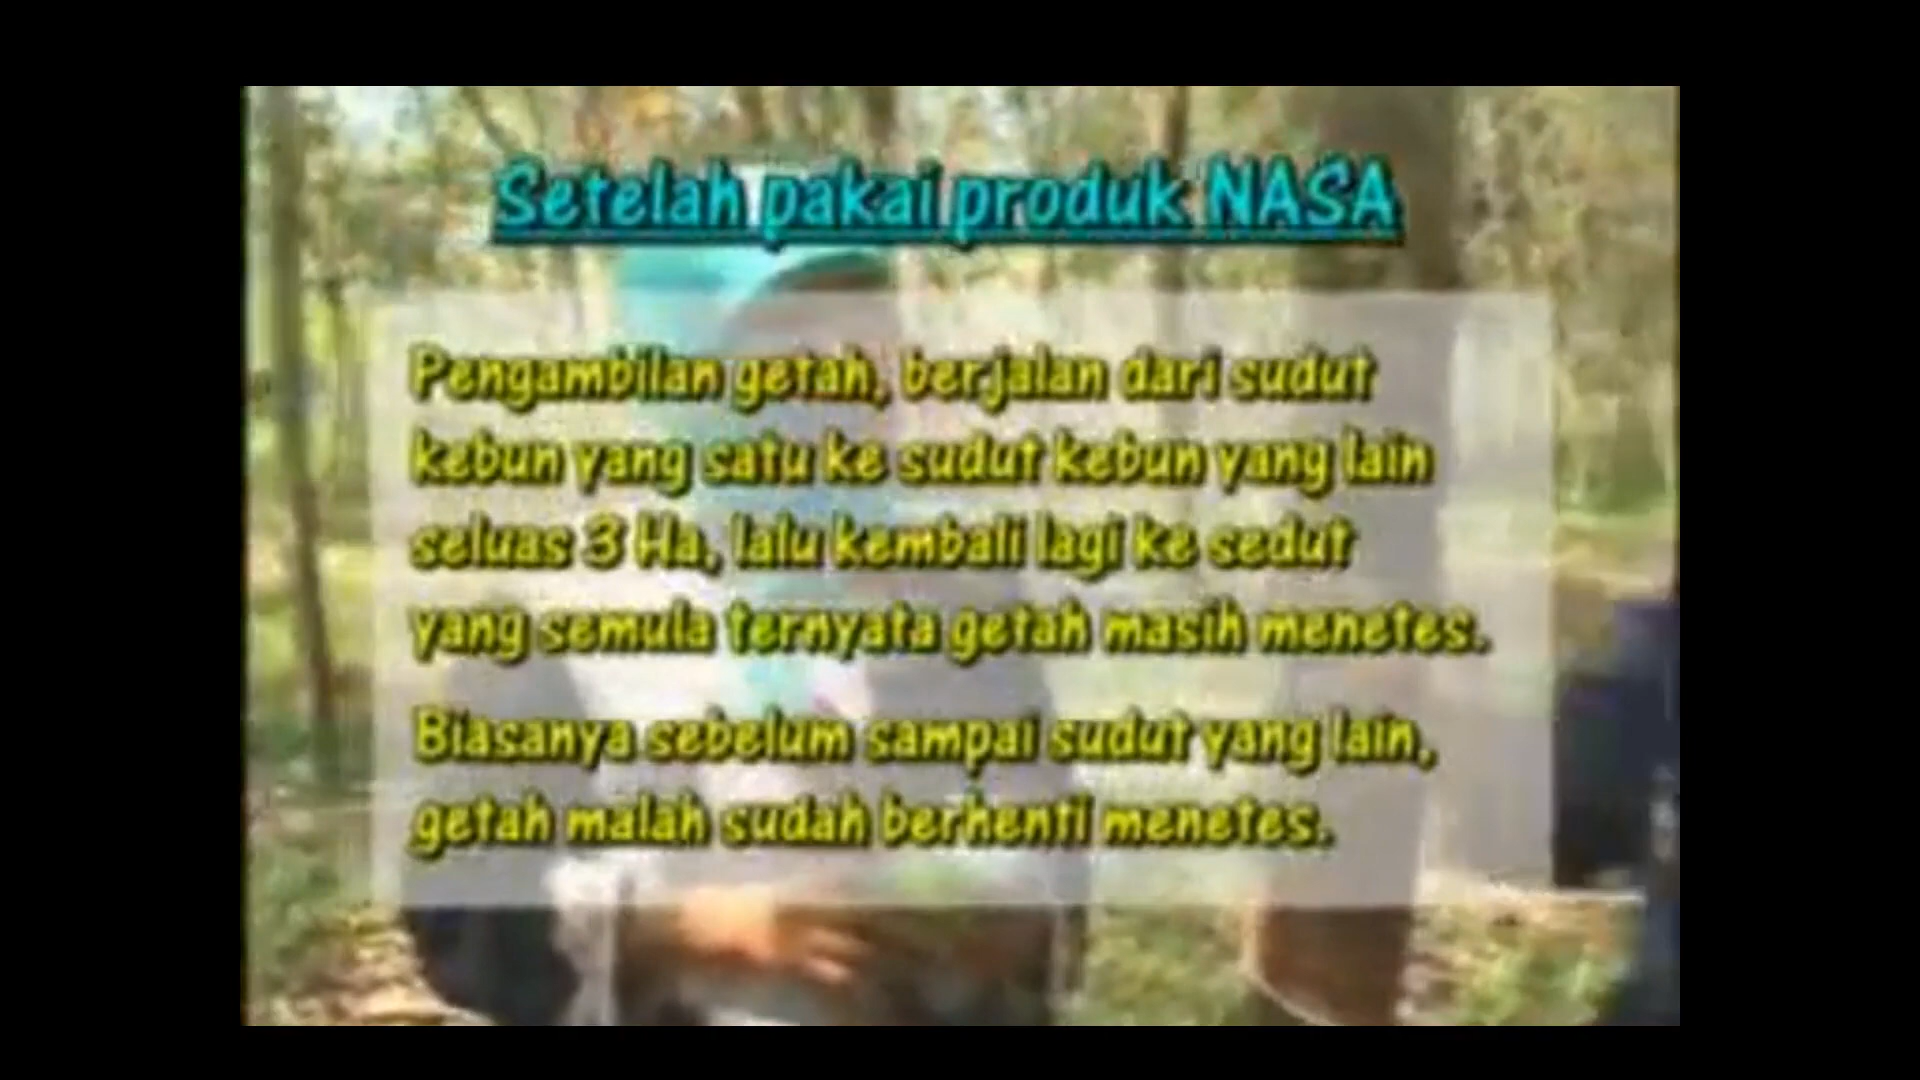 Setelah pakai produk NASA
Pengambilan getah, berjalan dari sudut
kebun yang satu ke sudut kebun yang lain
seluas 3 Ha, lalu kembali lagi ke sedut
yang semula ternyata getah masih menetes.
Biasanya sebelum sampai sudut yang lain,
getah malah sudah berhenti menetes.